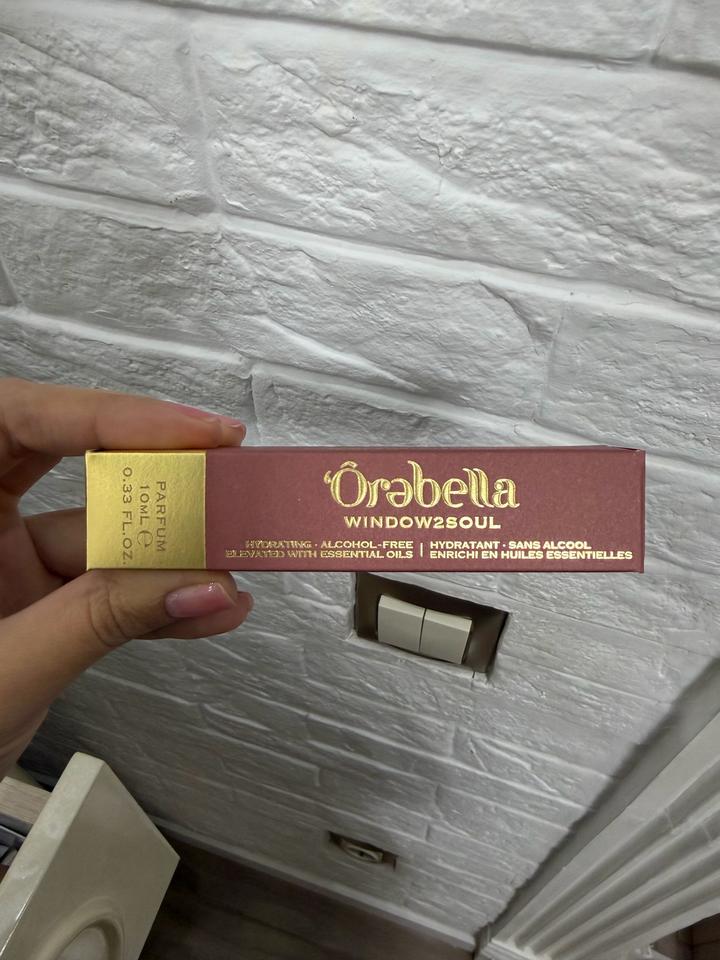 PARFUM
10ML ℮
0.33 FL.OZ.
‘Ôrəbella
WINDOW2SOUL
HYDRATING · ALCOHOL-FREE
ELEVATED WITH ESSENTIAL OILS
HYDRATANT · SANS ALCOOL
ENRICHI EN HUILES ESSENTIELLES